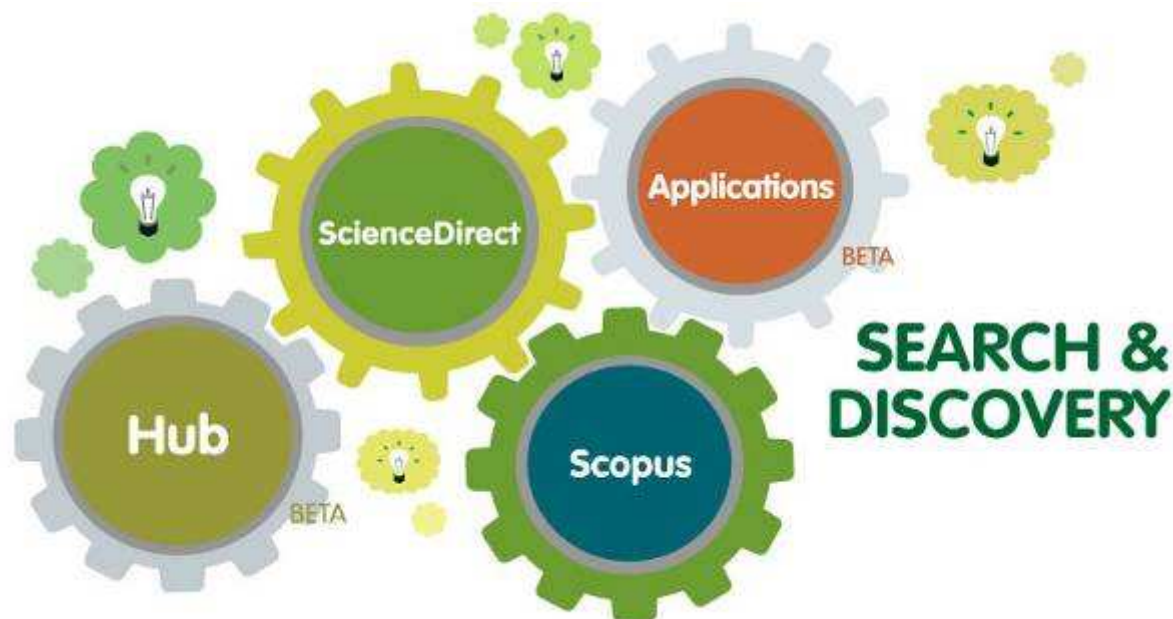 ScienceDirect
Applications
BETA
Hub
BETA
Scopus
SEARCH &
DISCOVERY